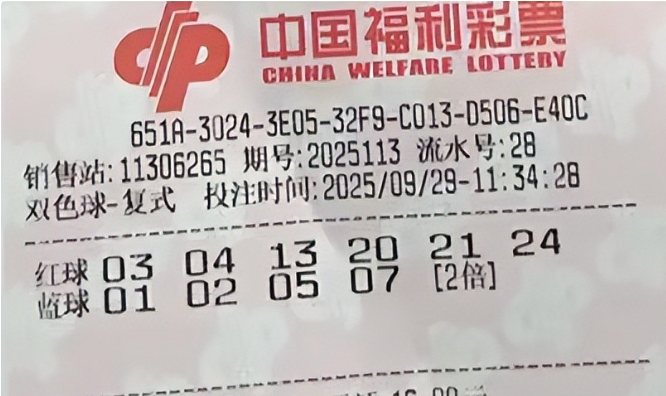 中国福利彩票
CHINA WELFARE LOTTERY
651A-3024-3E05-32F9-C013-D506-E40C
销售站:11306265 期号:2025113 流水号:28
双色球-复式 投注时间:2025/09/29-11:34:28
红球 03 04 13 20 21 24
蓝球 01 02 05 07 [2倍]